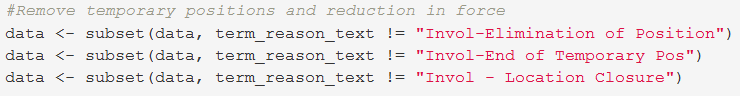 #Remove temporary positions and reduction in force
data <- subset(data, term_reason_text != "Invol-Elimination of Position")
data <- subset(data, term_reason_text != "Invol-End of Temporary Pos")
data <- subset(data, term_reason_text != "Invol - Location Closure")